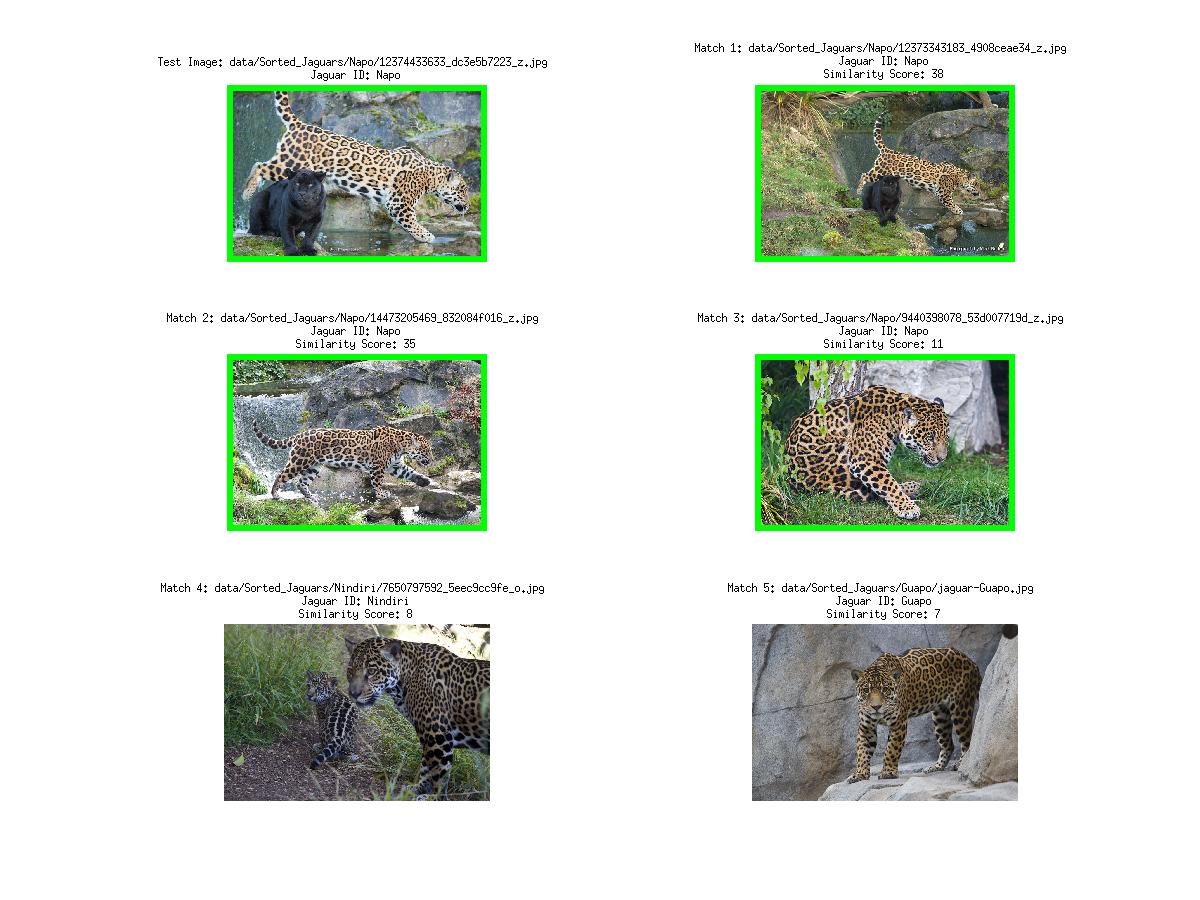 Test Image: data/Sorted_Jaguars/Napo/12374433633_dc3e5b7223_z.jpg
Jaguar ID: Napo
Match 1: data/Sorted_Jaguars/Napo/12373343183_4908ceae34_z.jpg
Jaguar ID: Napo
Similarity Score: 38
Match 2: data/Sorted_Jaguars/Napo/14473205469_832084f016_z.jpg
Jaguar ID: Napo
Similarity Score: 35
Match 3: data/Sorted_Jaguars/Napo/9440398078_53d007719d_z.jpg
Jaguar ID: Napo
Similarity Score: 11
Match 4: data/Sorted_Jaguars/Nindiri/7650797592_5eec9cc9fe_o.jpg
Jaguar ID: Nindiri
Similarity Score: 8
Match 5: data/Sorted_Jaguars/Guapo/jaguar-Guapo.jpg
Jaguar ID: Guapo
Similarity Score: 7